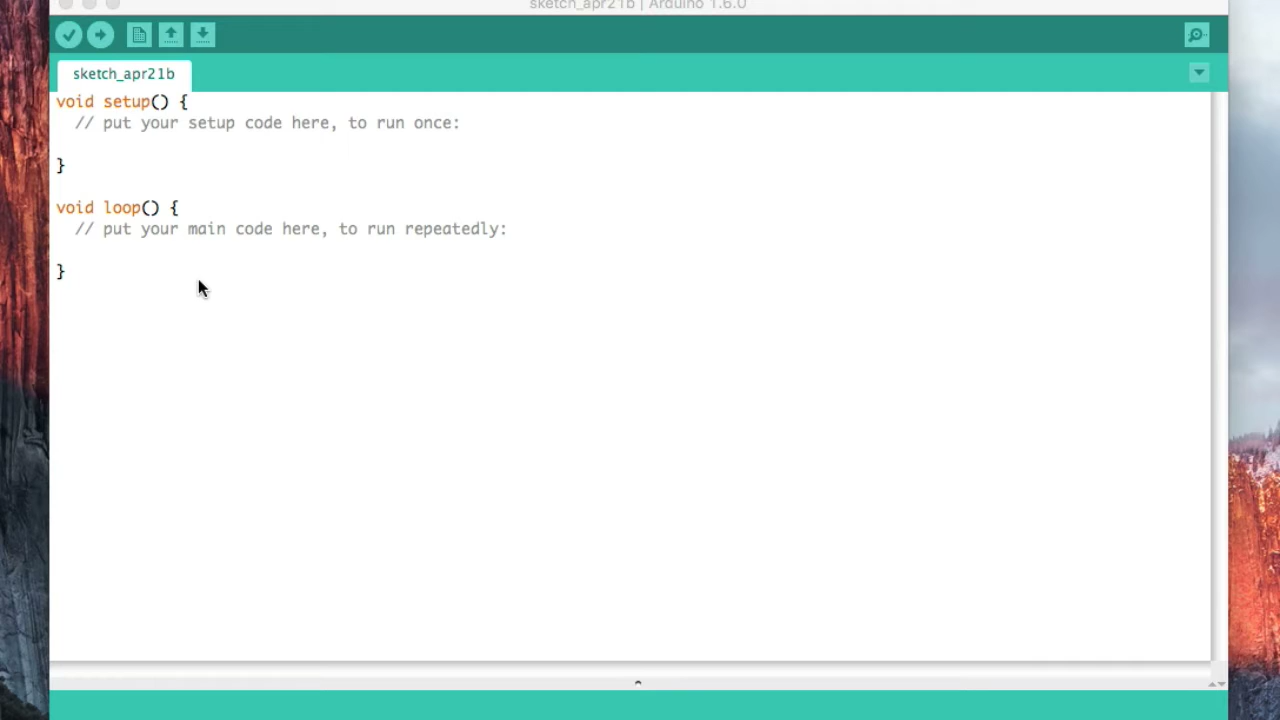 sketch_apr21b | Arduino 1.6.0
sketch_apr21b
void setup() {
// put your setup code here, to run once:
}
void loop() {
// put your main code here, to run repeatedly:
}